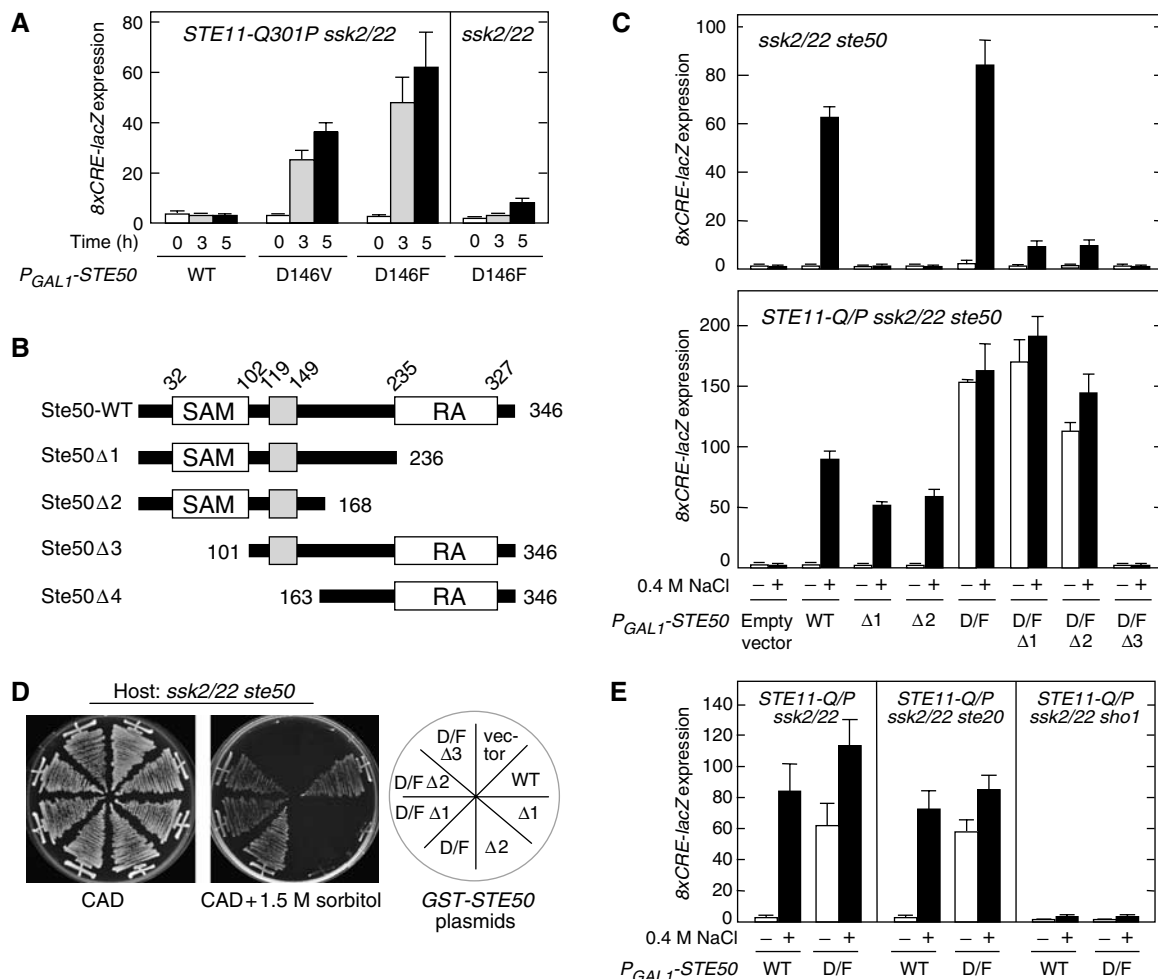 A
STE11-Q301P ssk2/22
ssk2/22
8xCRE-lacZ expression
80
60
40
20
0
Time (h)
0 3 5 0 3 5 0 3 5 0 3 5
P_GAL1-STE50
WT D146V D146F D146F
B
32 102 119 149 235 327
Ste50-WT SAM RA 346
Ste50Δ1 SAM 236
Ste50Δ2 SAM 168
Ste50Δ3 101 RA 346
Ste50Δ4 163 RA 346
C
ssk2/22 ste50
8xCRE-lacZ expression
100
80
60
40
20
0
STE11-Q/P ssk2/22 ste50
8xCRE-lacZ expression
200
150
100
50
0
0.4 M NaCl − + − + − + − + − + − + − + − +
P_GAL1-STE50 Empty vector WT Δ1 Δ2 D/F D/F Δ1 D/F Δ2 D/F Δ3
D
Host: ssk2/22 ste50
CAD
CAD+1.5 M sorbitol
D/F Δ3
vec-tor
D/F Δ2
WT
D/F Δ1
Δ1
D/F
Δ2
GST-STE50
plasmids
E
STE11-Q/P
ssk2/22
STE11-Q/P
ssk2/22 ste20
STE11-Q/P
ssk2/22 sho1
8xCRE-lacZ expression
140
120
100
80
60
40
20
0
0.4 M NaCl − + − + − + − + − + − +
P_GAL1-STE50 WT D/F WT D/F WT D/F